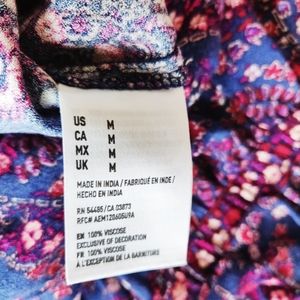 US M
CA M
MX M
UK M
MADE IN INDIA / FABRIQUÉ EN INDE /
HECHO EN INDIA
RN 54485/CA 03873
RFC# AEM120605U9A
EN 100% VISCOSE
EXCLUSIVE OF DECORATION
FR 100% VISCOSE
À L'EXCEPTION DE LA GARNITURE